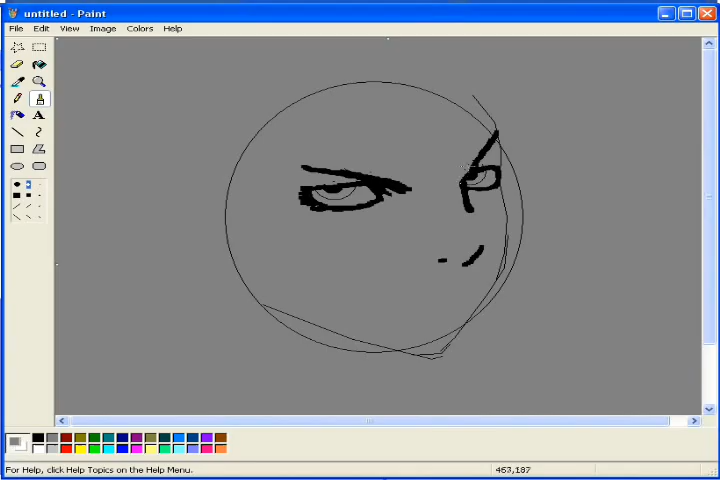 untitled - Paint
File Edit View Image Colors Help
A
For Help, click Help Topics on the Help Menu.
463,187